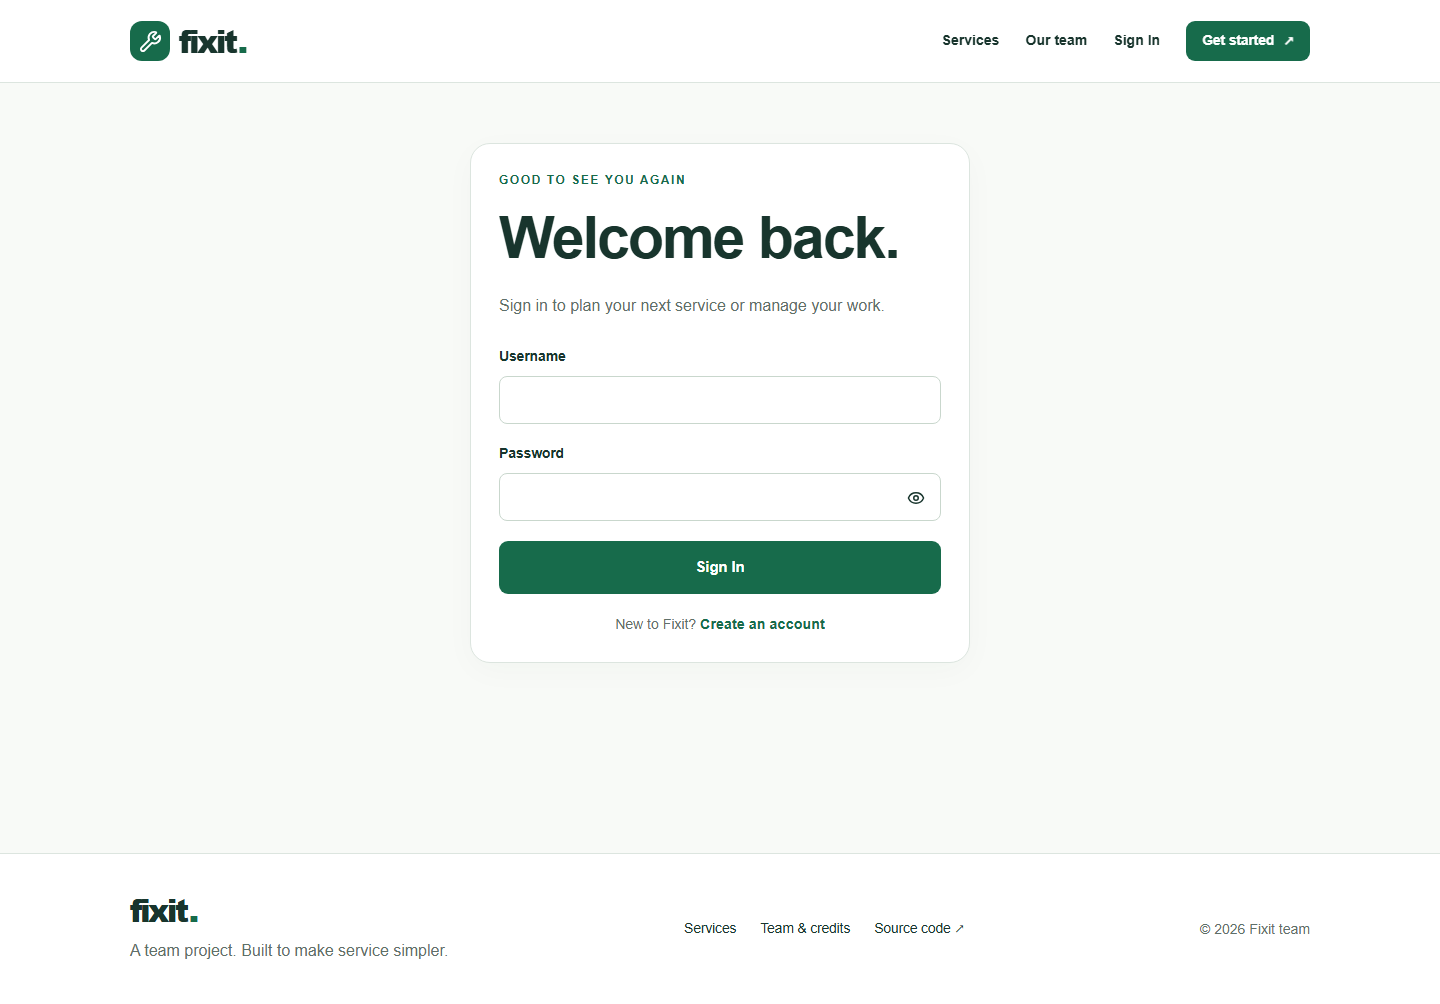 fixit.
Services
Our team
Sign In
Get started ↗
GOOD TO SEE YOU AGAIN
Welcome back.
Sign in to plan your next service or manage your work.
Username
Password
Sign In
New to Fixit? Create an account
fixit.
A team project. Built to make service simpler.
Services
Team & credits
Source code ↗
© 2026 Fixit team